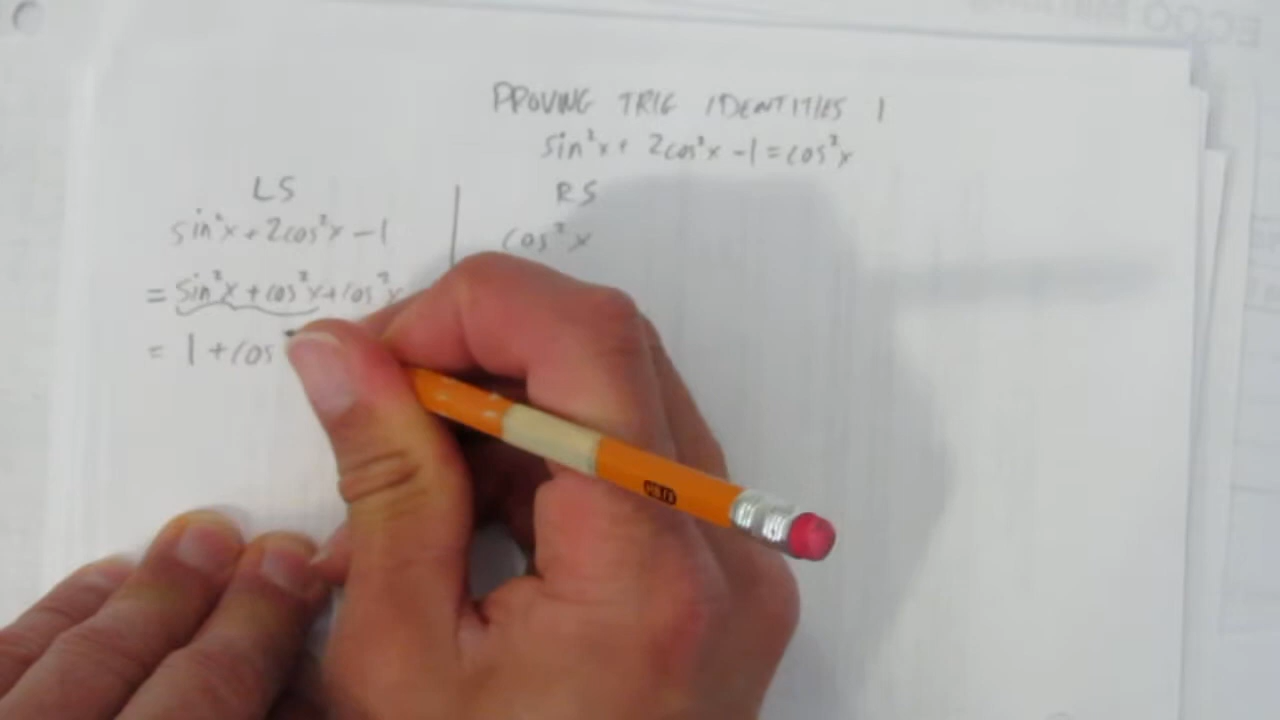 PROVING TRIG IDENTITIES 1
sin²x + 2cos²x - 1 = cos²x
LS
RS
sin²x + 2cos²x - 1
cos²x
= sin²x + cos²x + cos²x
= 1 + cos